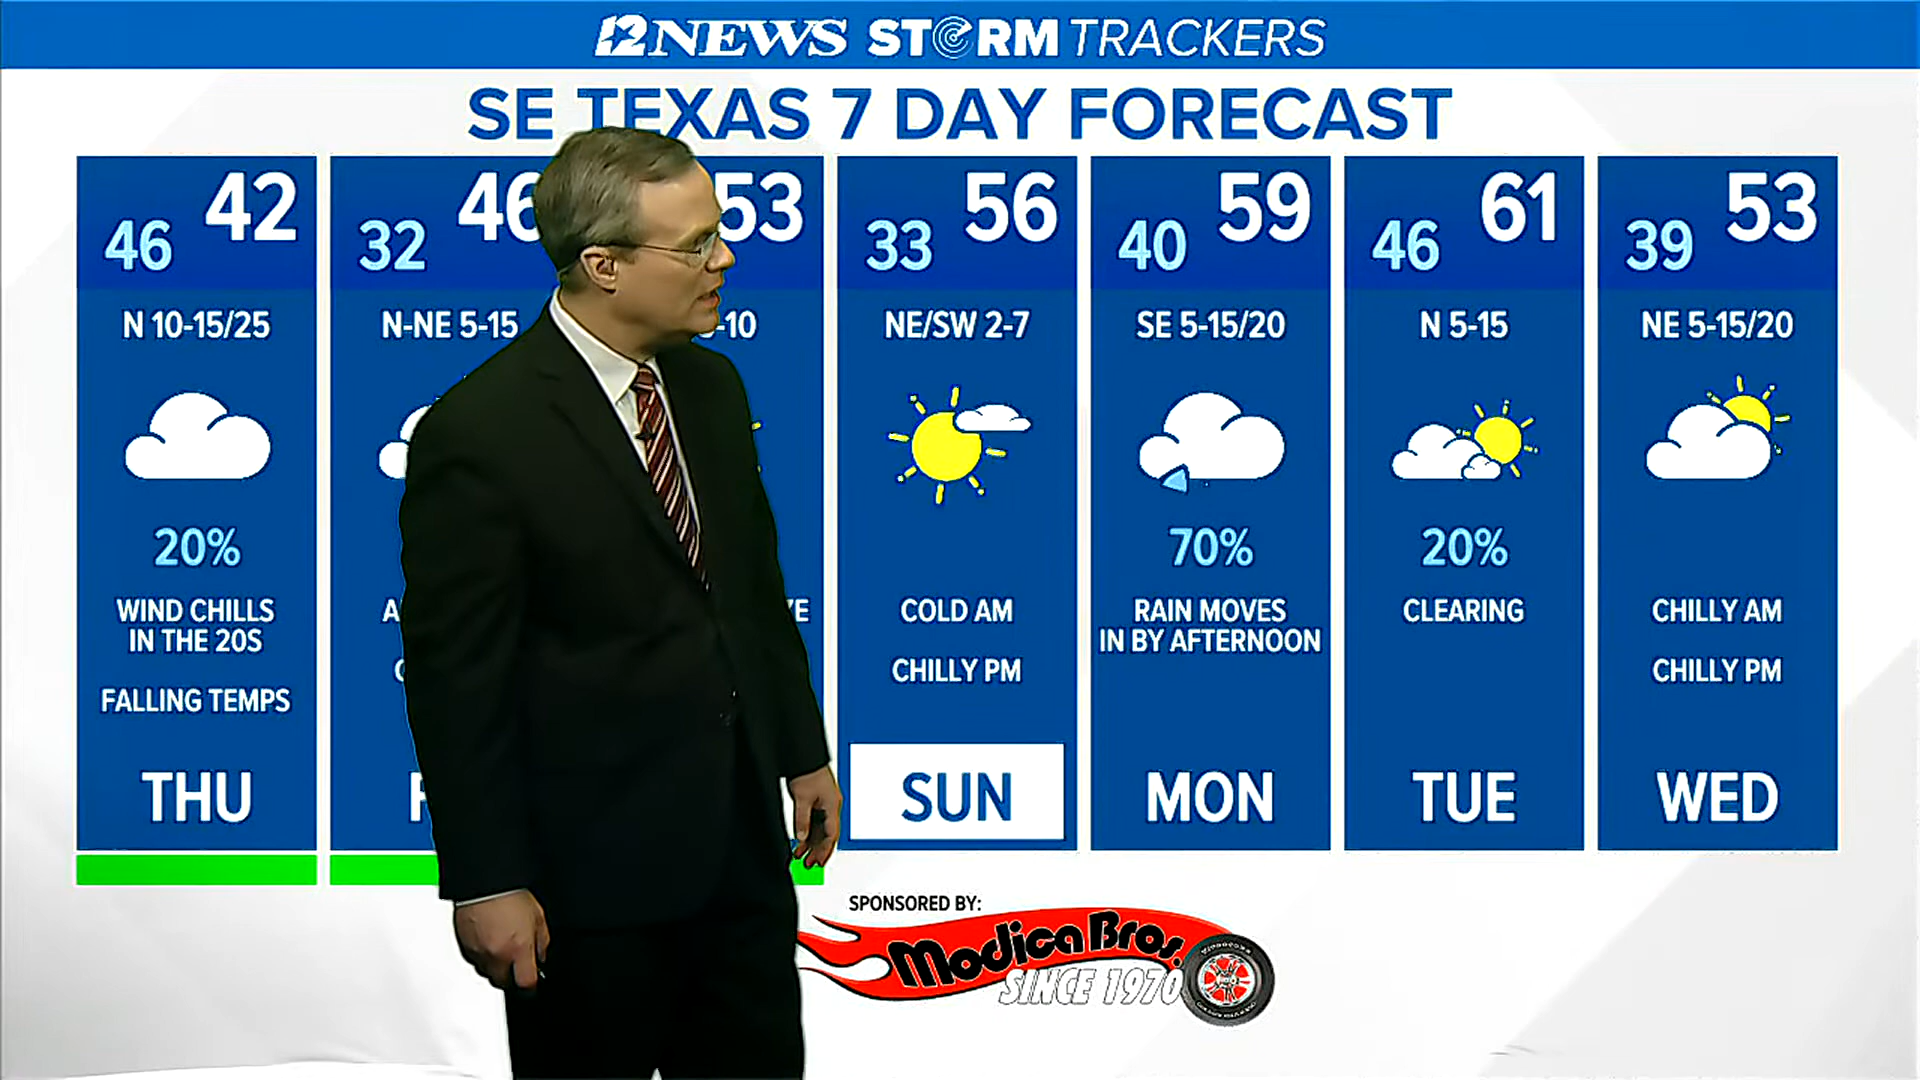 12NEWS STORM TRACKERS
SE TEXAS 7 DAY FORECAST
46 42
N 10-15/25
20%
WIND CHILLS
IN THE 20S
FALLING TEMPS
THU
32 46
N-NE 5-15
53
-10
33 56
NE/SW 2-7
COLD AM
CHILLY PM
SUN
40 59
SE 5-15/20
70%
RAIN MOVES
IN BY AFTERNOON
MON
46 61
N 5-15
20%
CLEARING
TUE
39 53
NE 5-15/20
CHILLY AM
CHILLY PM
WED
SPONSORED BY:
Modica Bros.
SINCE 1970